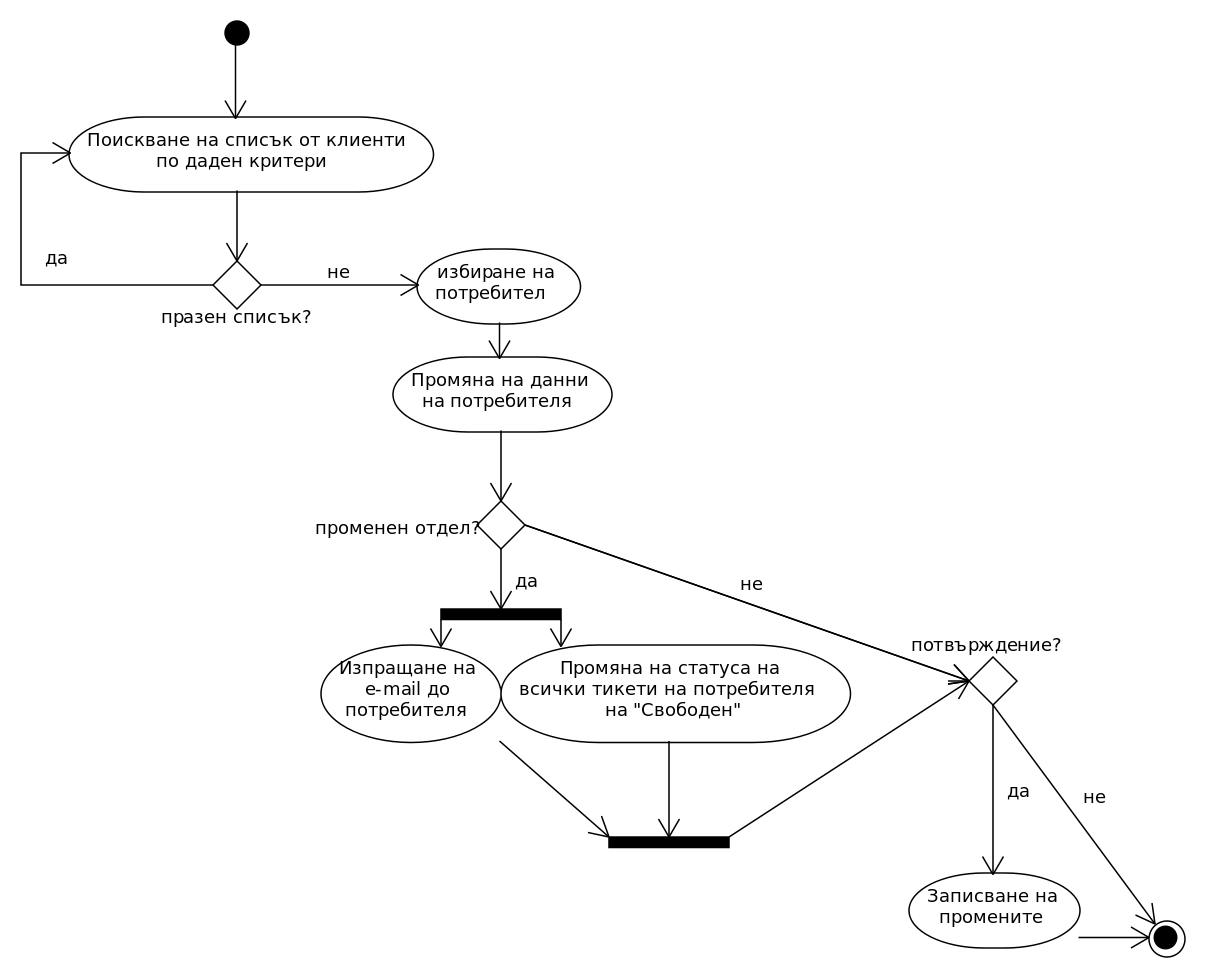 Поискване на списък от клиенти
по даден критери
да
не
избиране на
потребител
празен списък?
Промяна на данни
на потребителя
променен отдел?
да
не
потвърждение?
Изпращане на
e-mail до
потребителя
Промяна на статуса на
всички тикети на потребителя
на "Свободен"
да
не
Записване на
промените